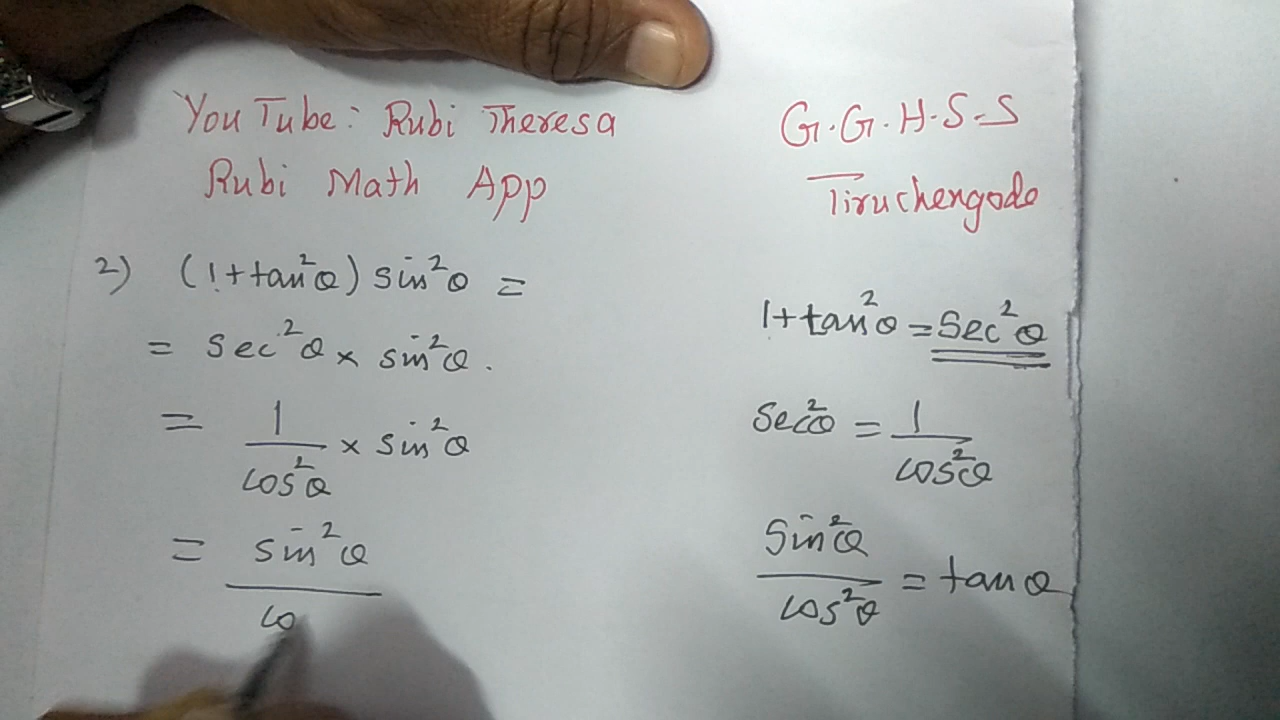 YouTube: Rubi Theresa
Rubi Math App
G.G.H.S.S
Tiruchengode
2) (1+tan²θ) sin²θ =
= sec²θ × sin²θ.
= 1/cos²θ × sin²θ
= sin²θ/co
1+tan²θ = Sec²θ
Sec²θ = 1/cos²θ
Sin²θ/cos²θ = tanθ